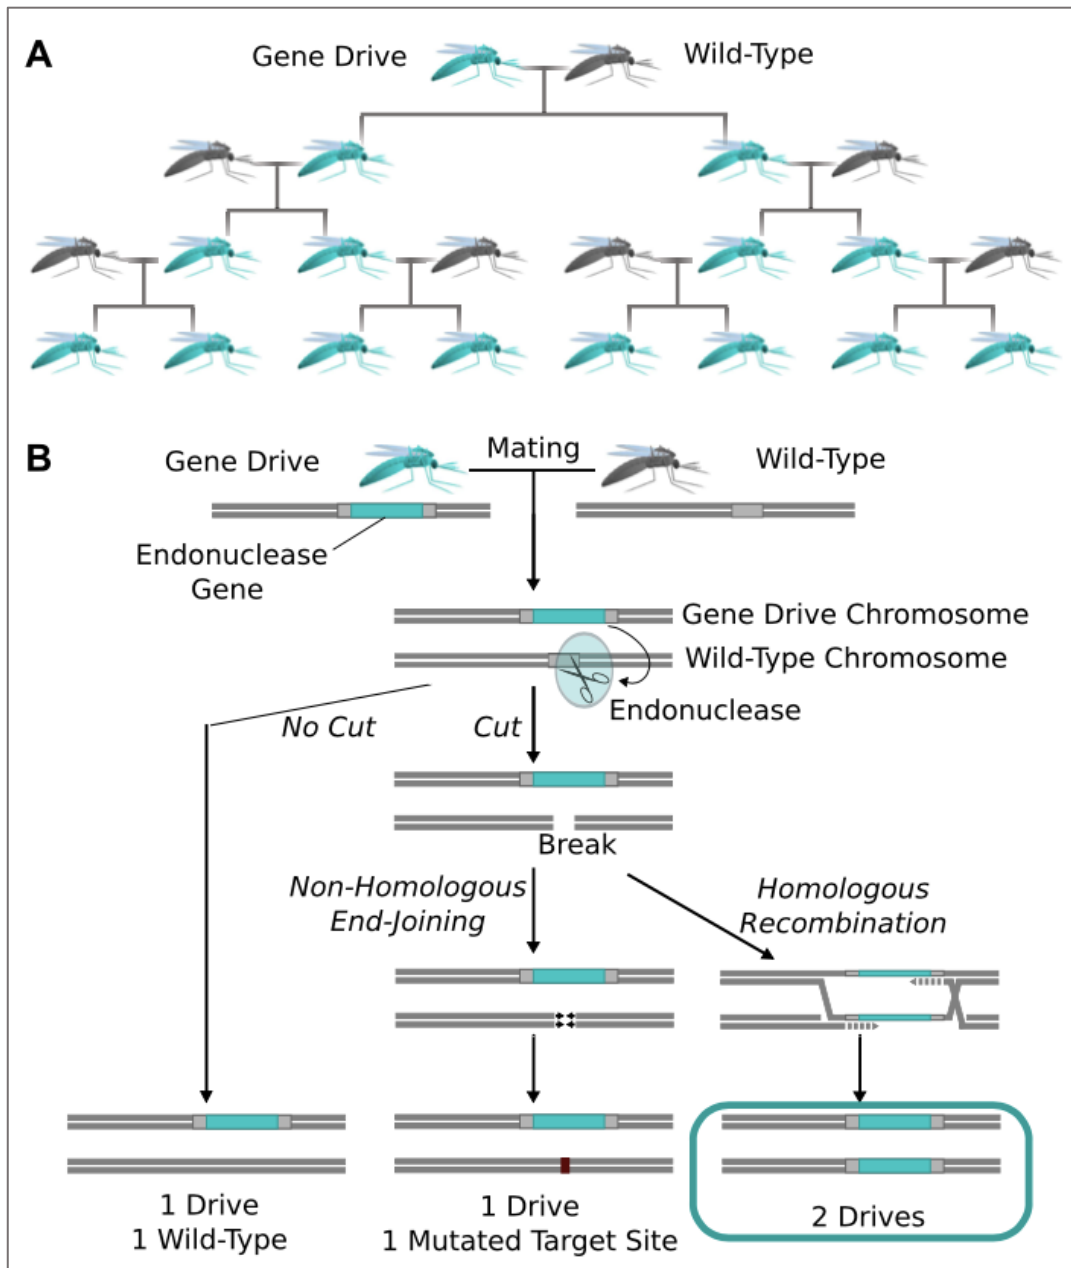 A
Gene Drive
Wild-Type
B
Gene Drive
Mating
Wild-Type
Endonuclease
Gene
Gene Drive Chromosome
Wild-Type Chromosome
Endonuclease
No Cut
Cut
Break
Non-Homologous
End-Joining
Homologous
Recombination
1 Drive
1 Wild-Type
1 Drive
1 Mutated Target Site
2 Drives